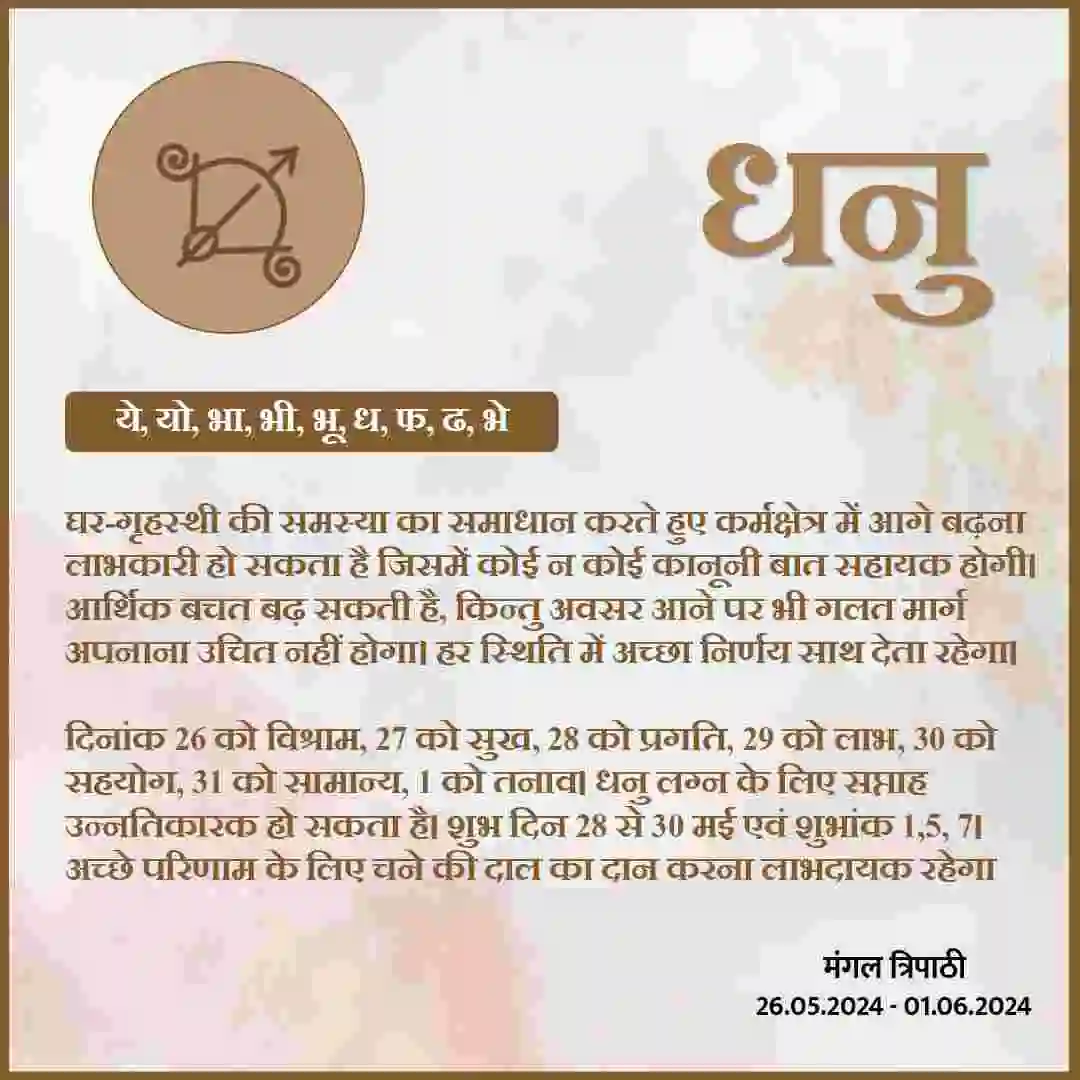 धनु
ये, यो, भा, भी, भू, ध, फ, ढ, भे
घर-गृहस्थी की समस्या का समाधान करते हुए कर्मक्षेत्र में आगे बढ़ना
लाभकारी हो सकता है जिसमें कोई न कोई कानूनी बात सहायक होगी।
आर्थिक बचत बढ़ सकती है, किन्तु अवसर आने पर भी गलत मार्ग
अपनाना उचित नहीं होगा। हर स्थिति में अच्छा निर्णय साथ देता रहेगा।
दिनांक 26 को विश्राम, 27 को सुख, 28 को प्रगति, 29 को लाभ, 30 को
सहयोग, 31 को सामान्य, 1 को तनाव। धनु लग्न के लिए सप्ताह
उन्नतिकारक हो सकता है। शुभ दिन 28 से 30 मई एवं शुभांक 1,5, 7।
अच्छे परिणाम के लिए चने की दाल का दान करना लाभदायक रहेगा
मंगल त्रिपाठी
26.05.2024 - 01.06.2024